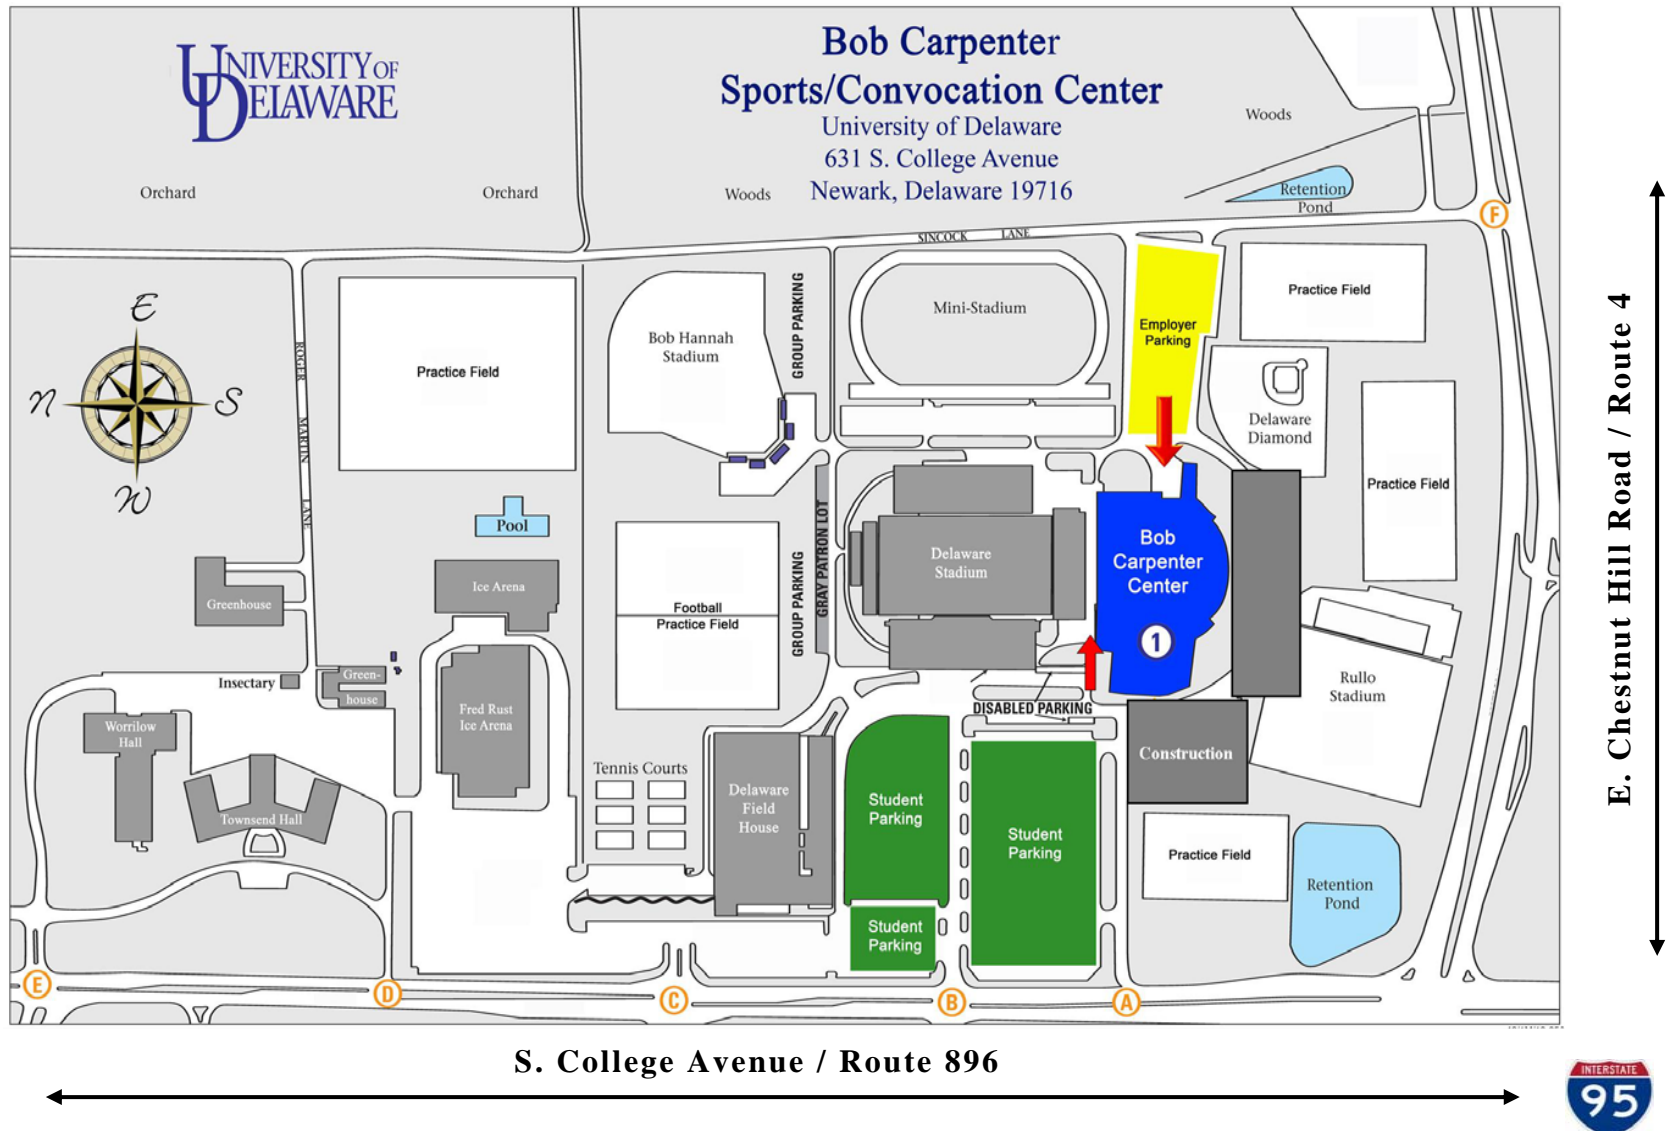 UNIVERSITY OF
DELAWARE
Bob Carpenter
Sports/Convocation Center
University of Delaware
631 S. College Avenue
Newark, Delaware 19716
Woods
Retention
Pond
Orchard
Orchard
Woods
F
SINCOCK LANE
E
N
S
W
ROGER MARTIN LANE
Practice Field
Bob Hannah
Stadium
GROUP PARKING
Mini-Stadium
Employer
Parking
Practice Field
Delaware
Diamond
Practice Field
E. Chestnut Hill Road / Route 4
Pool
Ice Arena
Greenhouse
Football
Practice Field
GROUP PARKING
GRAY PATRON LOT
Delaware
Stadium
Bob
Carpenter
Center
1
Rullo
Stadium
Insectary
Green-
house
Worrilow
Hall
Townsend Hall
Fred Rust
Ice Arena
Tennis Courts
Delaware
Field
House
DISABLED PARKING
Student
Parking
Student
Parking
Student
Parking
Construction
Practice Field
Retention
Pond
E
D
C
B
A
S. College Avenue / Route 896
INTERSTATE
95